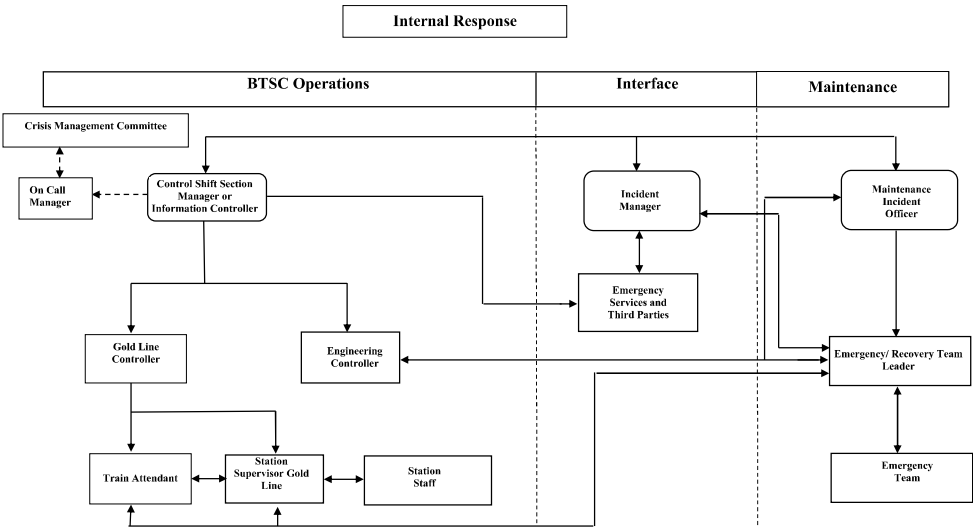 Internal Response
BTSC Operations
Interface
Maintenance
Crisis Management Committee
On Call
Manager
Control Shift Section
Manager or
Information Controller
Incident
Manager
Maintenance
Incident
Officer
Emergency
Services and
Third Parties
Gold Line
Controller
Engineering
Controller
Emergency/ Recovery Team
Leader
Train Attendant
Station
Supervisor Gold
Line
Station
Staff
Emergency
Team